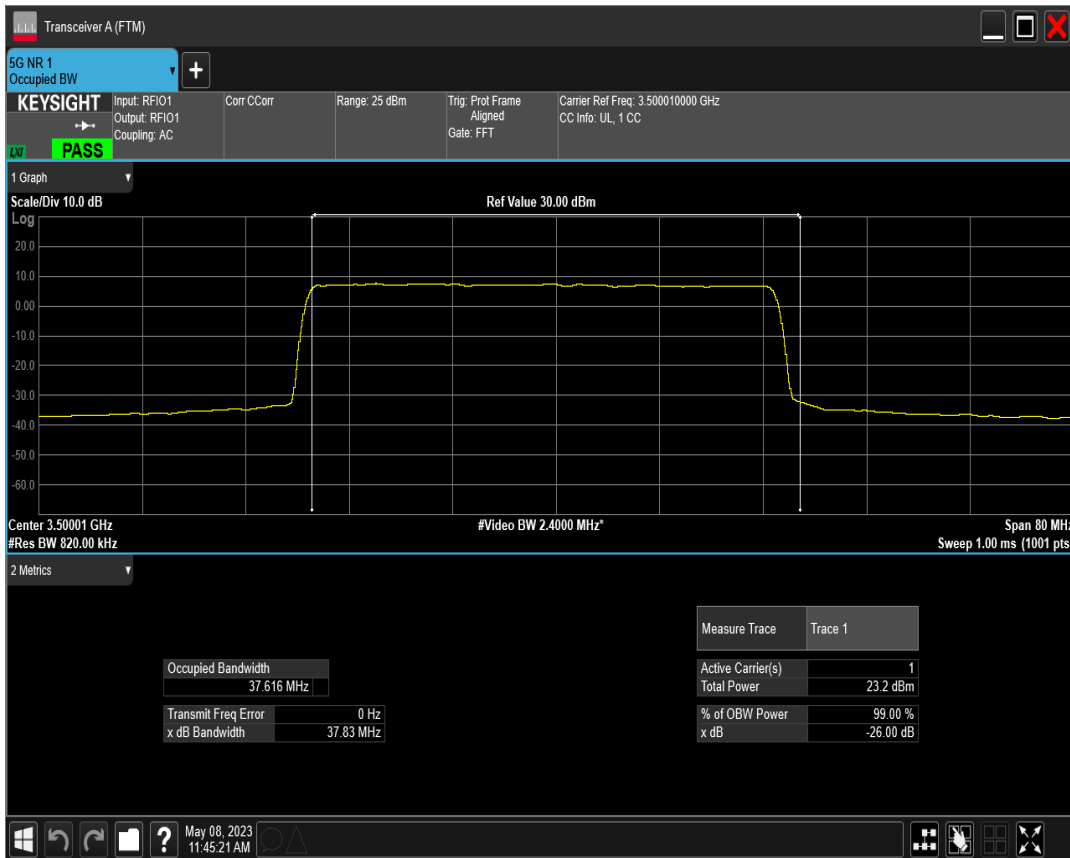 Transceiver A (FTM)
5G NR 1
Occupied BW
+
KEYSIGHT
LXI
PASS
Input: RFIO1
Output: RFIO1
Coupling: AC
Corr CCorr
Range: 25 dBm
Trig: Prot Frame
Aligned
Gate: FFT
Carrier Ref Freq: 3.500010000 GHz
CC Info: UL, 1 CC
1 Graph
Scale/Div 10.0 dB
Ref Value 30.00 dBm
Log
20.0
10.0
0.00
-10.0
-20.0
-30.0
-40.0
-50.0
-60.0
Center 3.50001 GHz
#Video BW 2.4000 MHz*
Span 80 MHz
#Res BW 820.00 kHz
Sweep 1.00 ms (1001 pts
2 Metrics
Measure Trace Trace 1
Occupied Bandwidth
37.616 MHz
Active Carrier(s) 1
Total Power 23.2 dBm
Transmit Freq Error 0 Hz
x dB Bandwidth 37.83 MHz
% of OBW Power 99.00 %
x dB -26.00 dB
?
May 08, 2023
11:45:21 AM